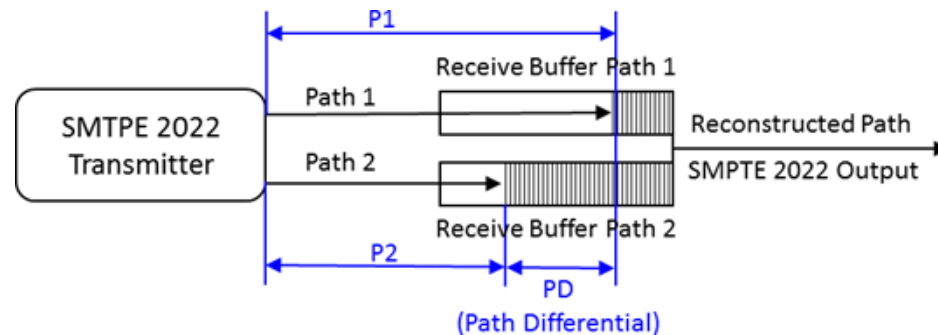 P1
Receive Buffer Path 1
Path 1
SMTPE 2022
Transmitter
Reconstructed Path
Path 2
SMPTE 2022 Output
Receive Buffer Path 2
P2
PD
(Path Differential)